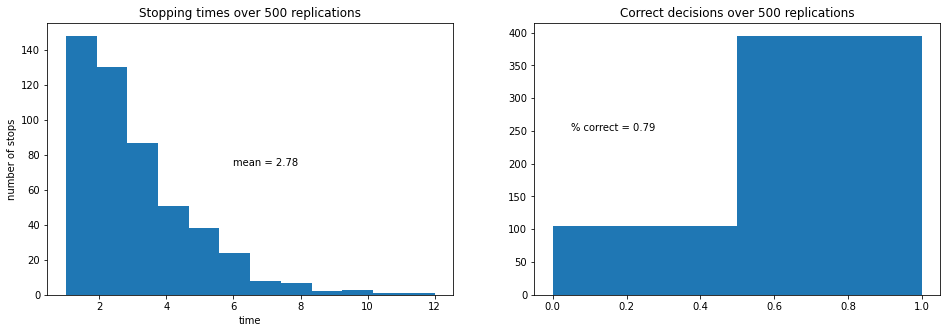 Stopping times over 500 replications
140
120
100
80
60
40
20
0
number of stops
mean = 2.78
2 4 6 8 10 12
time
Correct decisions over 500 replications
400
350
300
250
200
150
100
50
0
% correct = 0.79
0.0 0.2 0.4 0.6 0.8 1.0